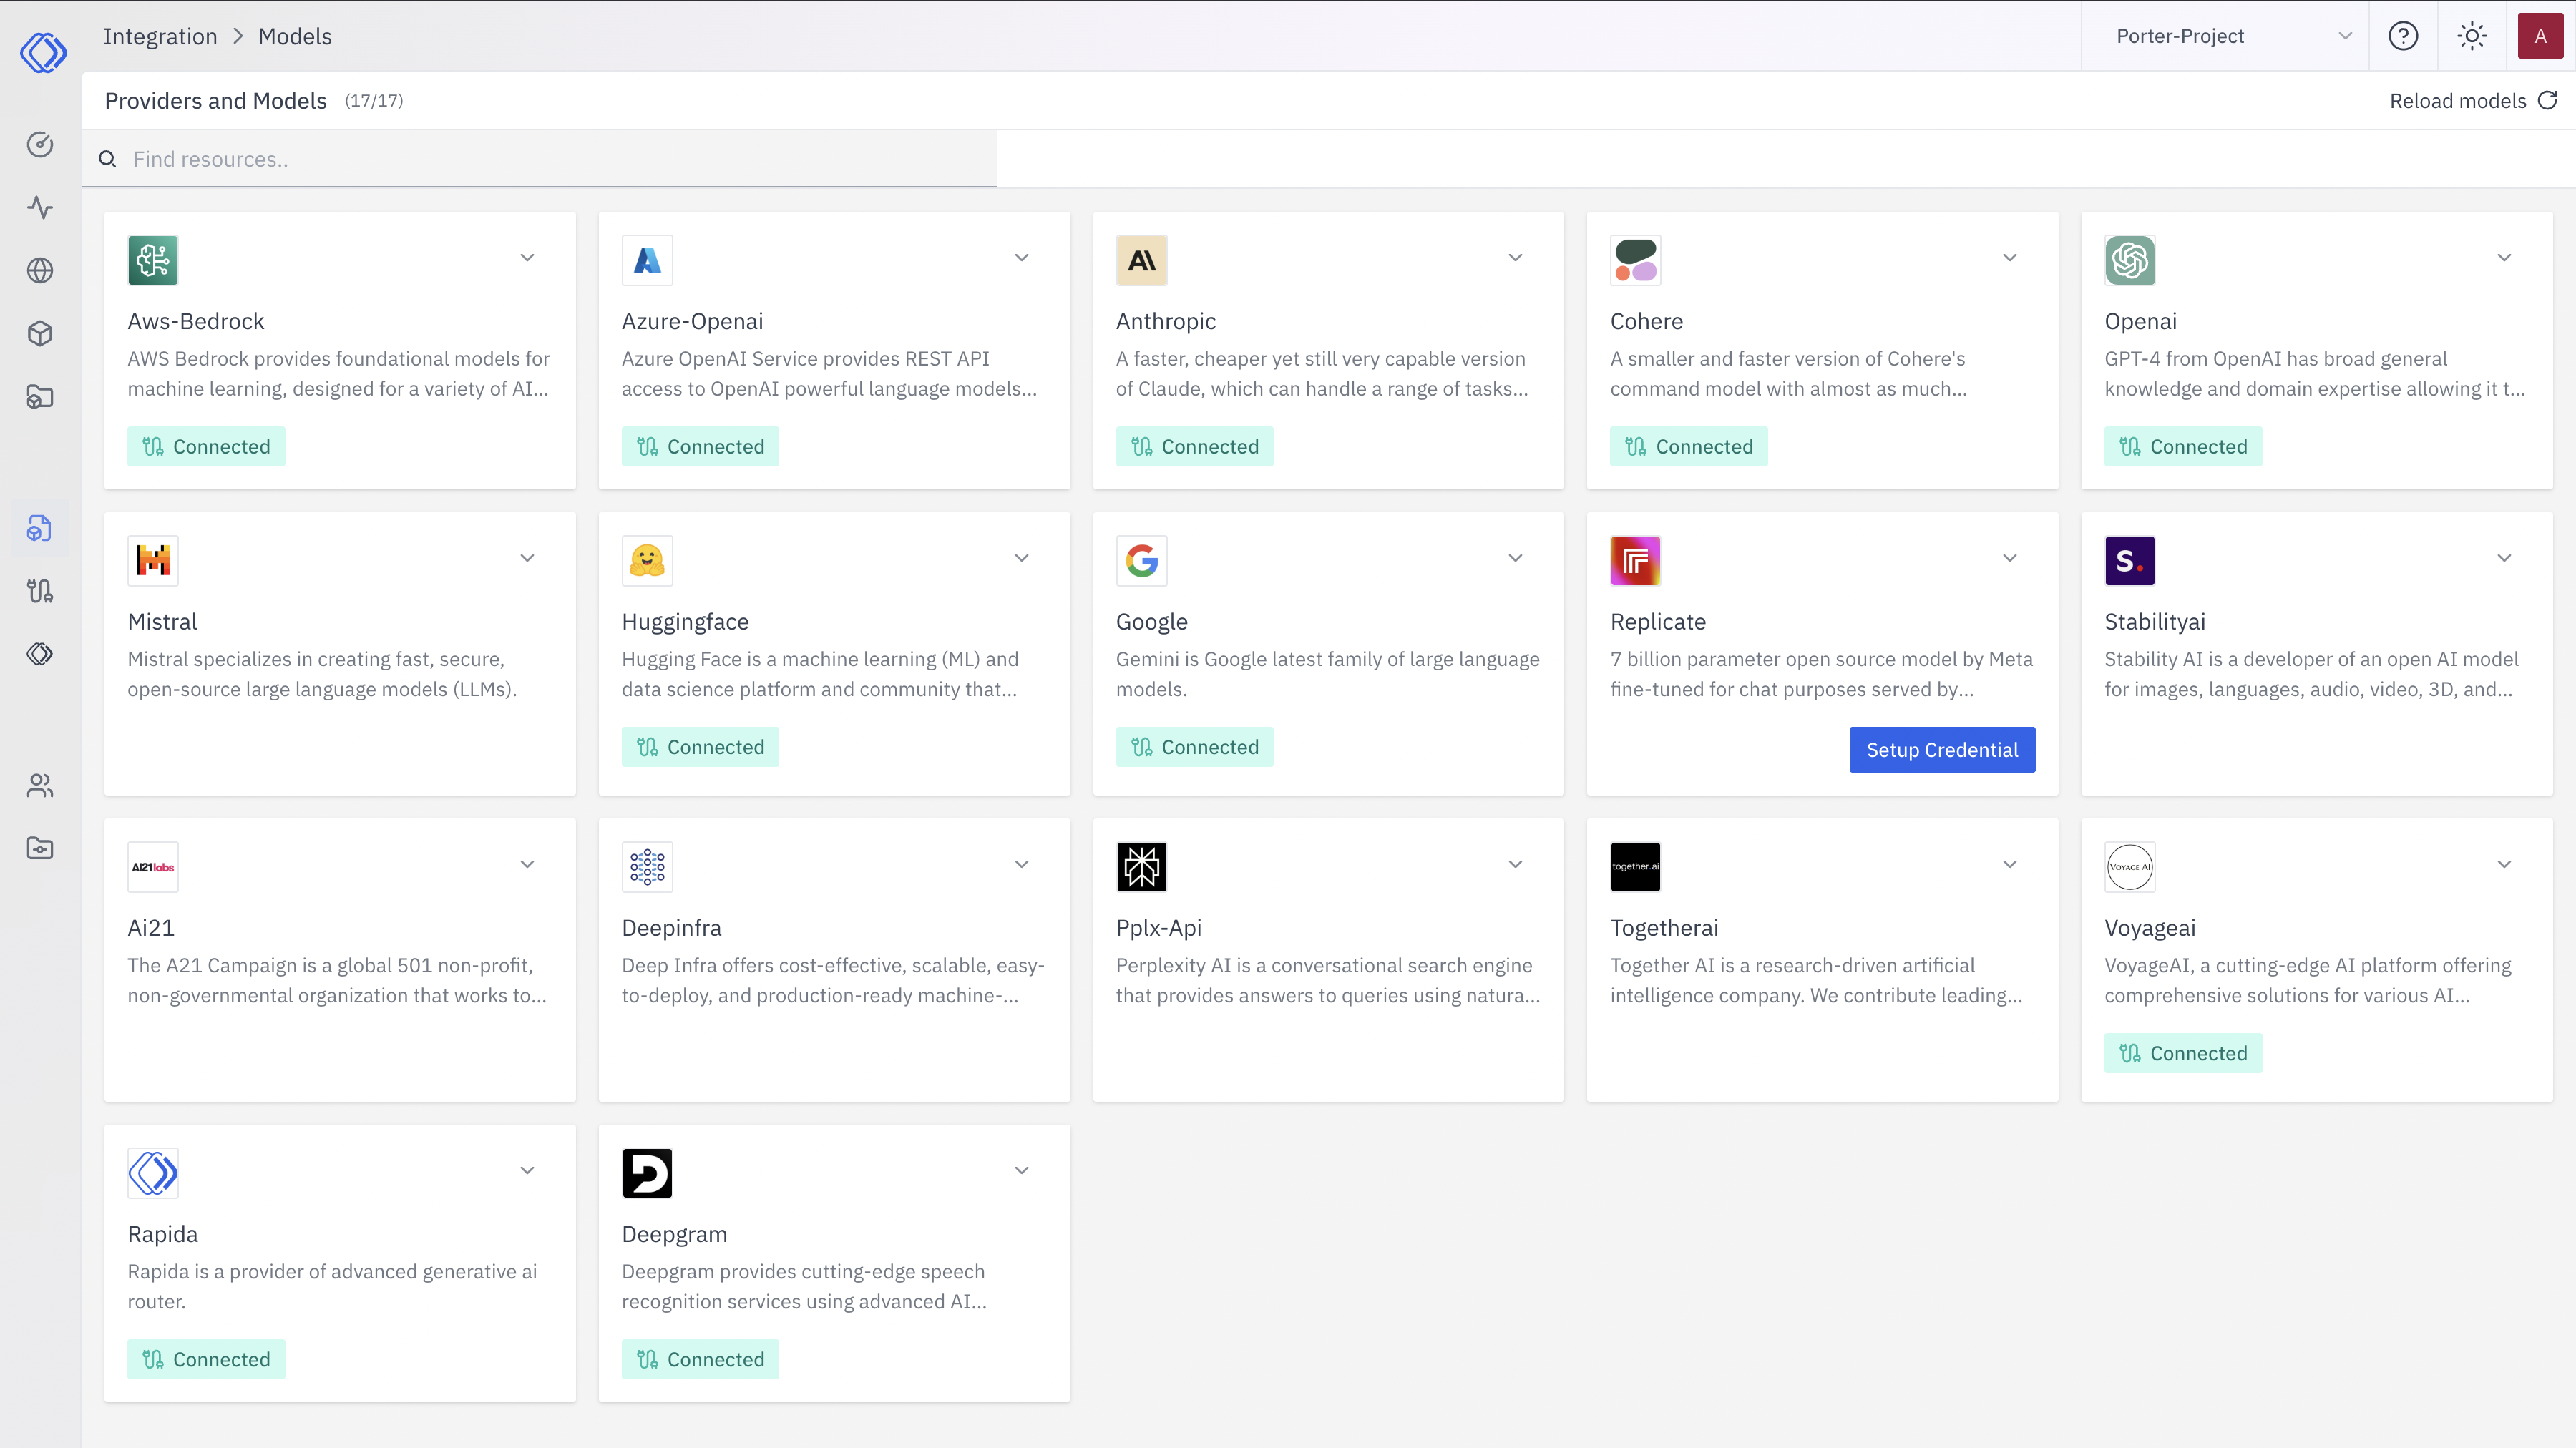 Integration > Models
Porter-Project
A
Providers and Models (17/17)
Reload models
Find resources..
Aws-Bedrock
AWS Bedrock provides foundational models for
machine learning, designed for a variety of AI...
Connected
Azure-Openai
Azure OpenAI Service provides REST API
access to OpenAI powerful language models...
Connected
A\
Anthropic
A faster, cheaper yet still very capable version
of Claude, which can handle a range of tasks...
Connected
Cohere
A smaller and faster version of Cohere's
command model with almost as much...
Connected
Openai
GPT-4 from OpenAI has broad general
knowledge and domain expertise allowing it t...
Connected
Mistral
Mistral specializes in creating fast, secure,
open-source large language models (LLMs).
Huggingface
Hugging Face is a machine learning (ML) and
data science platform and community that...
Connected
G
Google
Gemini is Google latest family of large language
models.
Connected
Replicate
7 billion parameter open source model by Meta
fine-tuned for chat purposes served by...
Setup Credential
S.
Stabilityai
Stability AI is a developer of an open AI model
for images, languages, audio, video, 3D, and...
AI21labs
Ai21
The A21 Campaign is a global 501 non-profit,
non-governmental organization that works to...
Deepinfra
Deep Infra offers cost-effective, scalable, easy-
to-deploy, and production-ready machine-...
Pplx-Api
Perplexity AI is a conversational search engine
that provides answers to queries using natura...
together.ai
Togetherai
Together AI is a research-driven artificial
intelligence company. We contribute leading...
VOYAGE AI
Voyageai
VoyageAI, a cutting-edge AI platform offering
comprehensive solutions for various AI...
Connected
Rapida
Rapida is a provider of advanced generative ai
router.
Connected
Deepgram
Deepgram provides cutting-edge speech
recognition services using advanced AI...
Connected